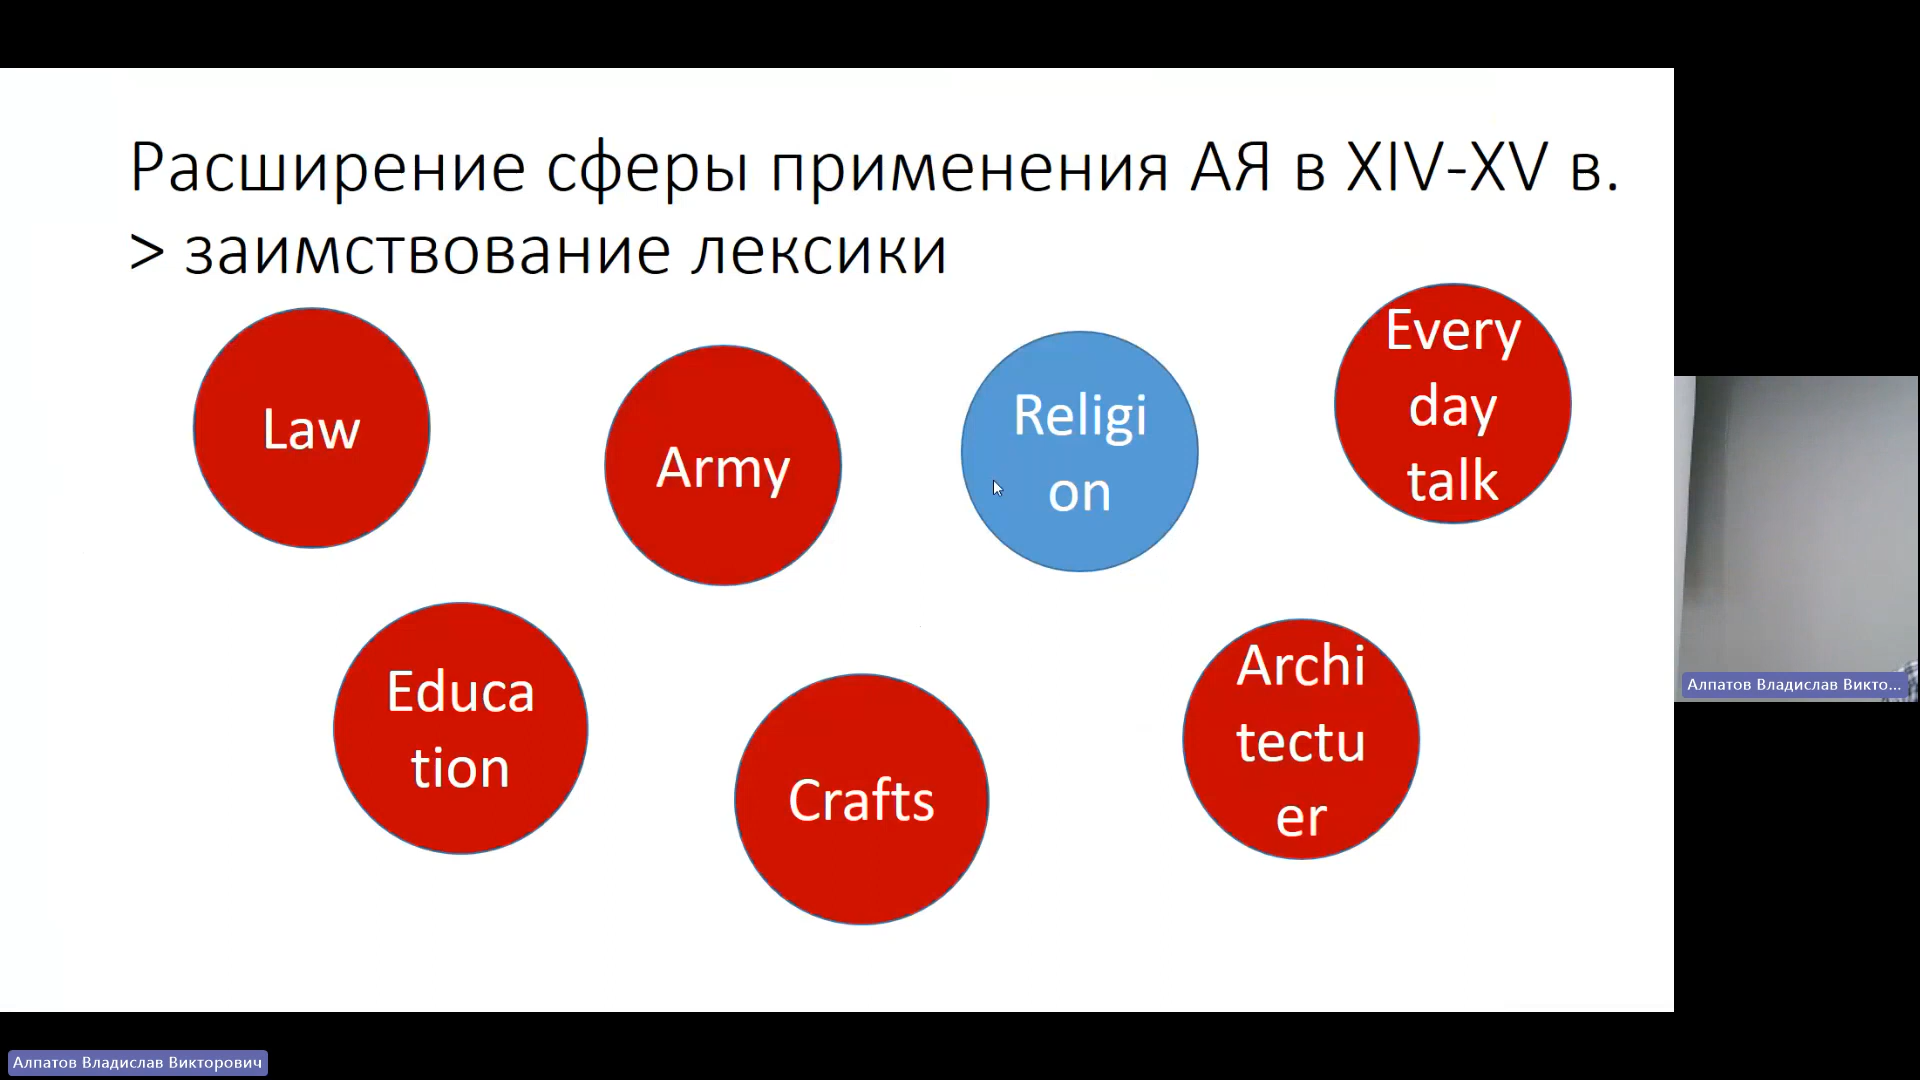 Расширение сферы применения АЯ в XIV-XV в.
> заимствование лексики
Law
Army
Religi
on
Every
day
talk
Educa
tion
Crafts
Archi
tectu
er
Алпатов Владислав Викто...
Алпатов Владислав Викторович